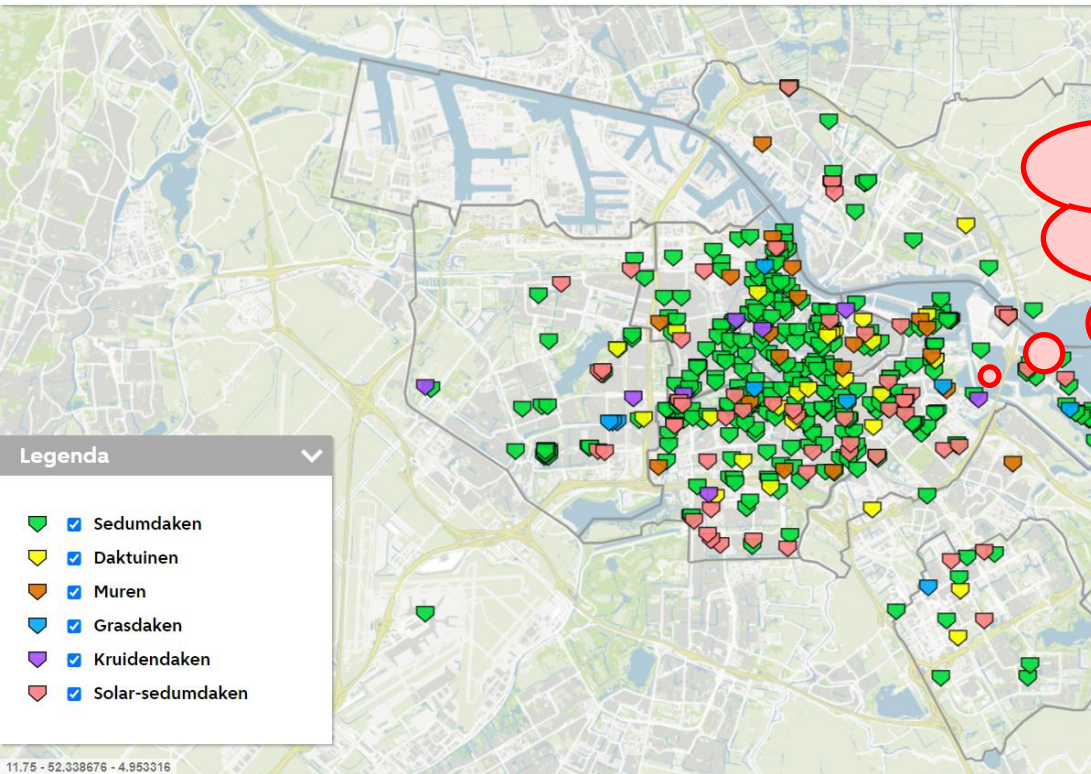 Legenda
Sedumdaken
Daktuinen
Muren
Grasdaken
Kruidendaken
Solar-sedumdaken
11.75 - 52.338676 - 4.953316